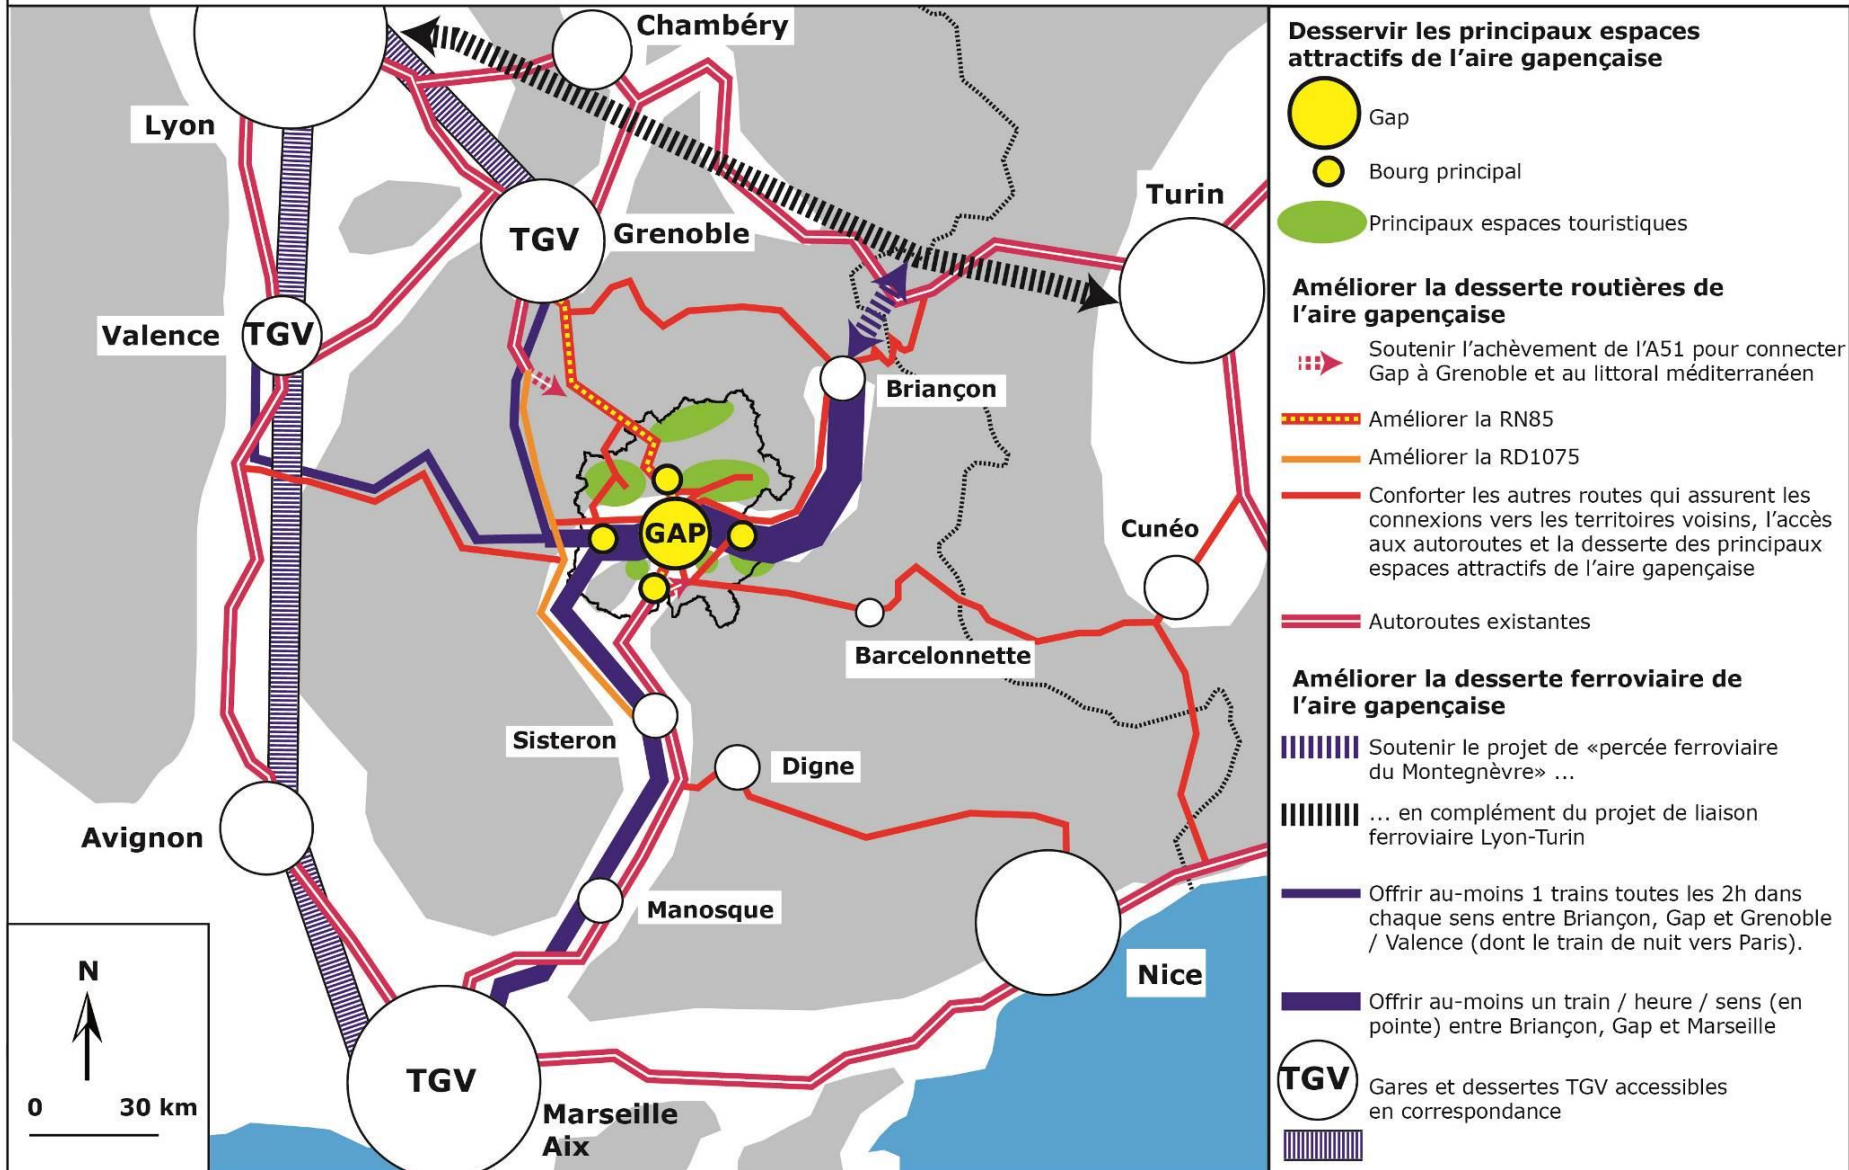 Chambéry
Lyon
TGV
Grenoble
Turin
Valence
TGV
Briançon
GAP
Cunéo
Barcelonnette
Sisteron
Digne
Avignon
Manosque
Nice
TGV
Marseille
Aix
N
0 30 km
Desservir les principaux espaces
attractifs de l'aire gapençaise
Gap
Bourg principal
Principaux espaces touristiques
Améliorer la desserte routières de
l'aire gapençaise
Soutenir l'achèvement de l'A51 pour connecter
Gap à Grenoble et au littoral méditerranéen
Améliorer la RN85
Améliorer la RD1075
Conforter les autres routes qui assurent les
connexions vers les territoires voisins, l'accès
aux autoroutes et la desserte des principaux
espaces attractifs de l'aire gapençaise
Autoroutes existantes
Améliorer la desserte ferroviaire de
l'aire gapençaise
Soutenir le projet de «percée ferroviaire
du Montegnèvre» ...
... en complément du projet de liaison
ferroviaire Lyon-Turin
Offrir au-moins 1 trains toutes les 2h dans
chaque sens entre Briançon, Gap et Grenoble
/ Valence (dont le train de nuit vers Paris).
Offrir au-moins un train / heure / sens (en
pointe) entre Briançon, Gap et Marseille
TGV
Gares et dessertes TGV accessibles
en correspondance